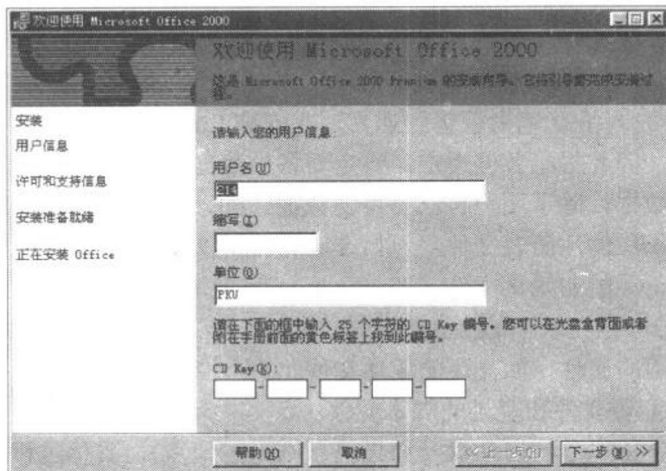 欢迎使用 Microsoft Office 2000
欢迎使用 Microsoft Office 2000
这是 Microsoft Office 2000 Premium 的安装向导。它将引导您完成安装过
程。
安装
用户信息
许可和支持信息
安装准备就绪
正在安装 Office
请输入您的用户信息
用户名(U)
缩写(I)
单位(O)
PKU
请在下面的框中输入 25 个字符的 CD Key 编号。您可以在光盘盒背面或者
的在手册前面的黄色标签上找到此编号。
CD Key(K):
- - - -
帮助(H)
取消
<< 上一步(B)
下一步(N) >>